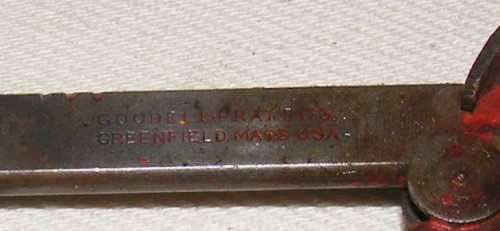 GOODELL-PRATT CO.
GREENFIELD, MASS. USA